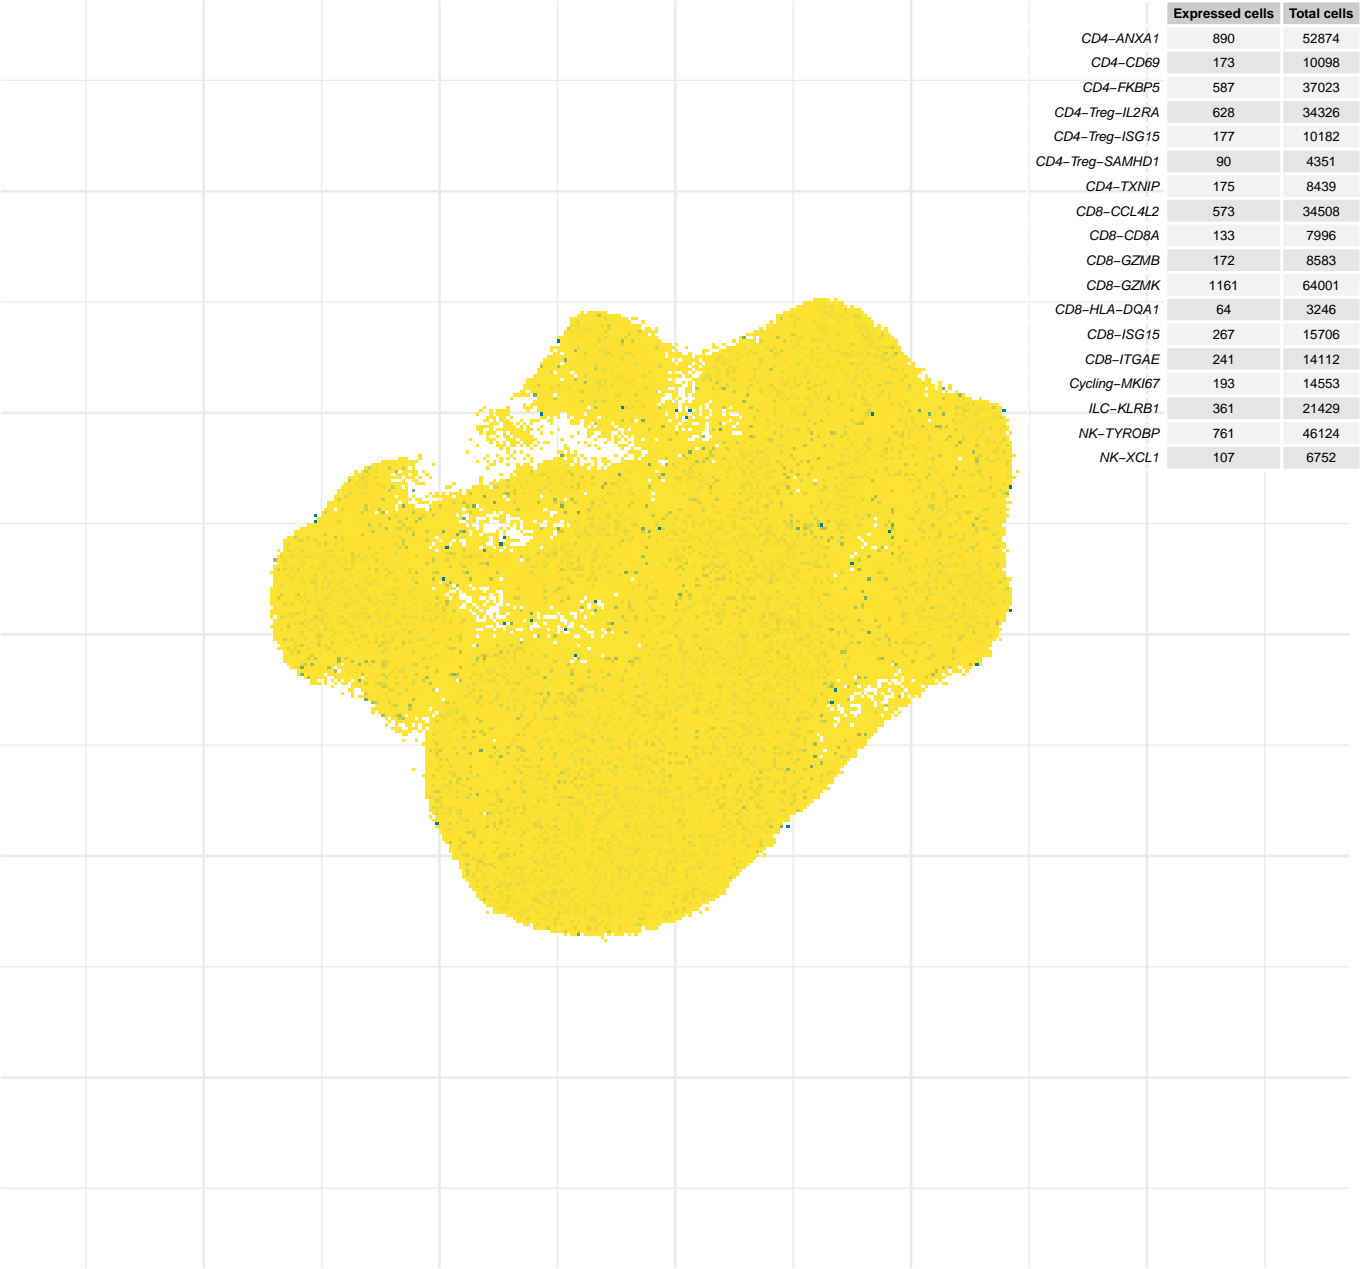 Expressed cells Total cells
CD4−ANXA1 890 52874
CD4−CD69 173 10098
CD4−FKBP5 587 37023
CD4−Treg−IL2RA 628 34326
CD4−Treg−ISG15 177 10182
CD4−Treg−SAMHD1 90 4351
CD4−TXNIP 175 8439
CD8−CCL4L2 573 34508
CD8−CD8A 133 7996
CD8−GZMB 172 8583
CD8−GZMK 1161 64001
CD8−HLA−DQA1 64 3246
CD8−ISG15 267 15706
CD8−ITGAE 241 14112
Cycling−MKI67 193 14553
ILC−KLRB1 361 21429
NK−TYROBP 761 46124
NK−XCL1 107 6752